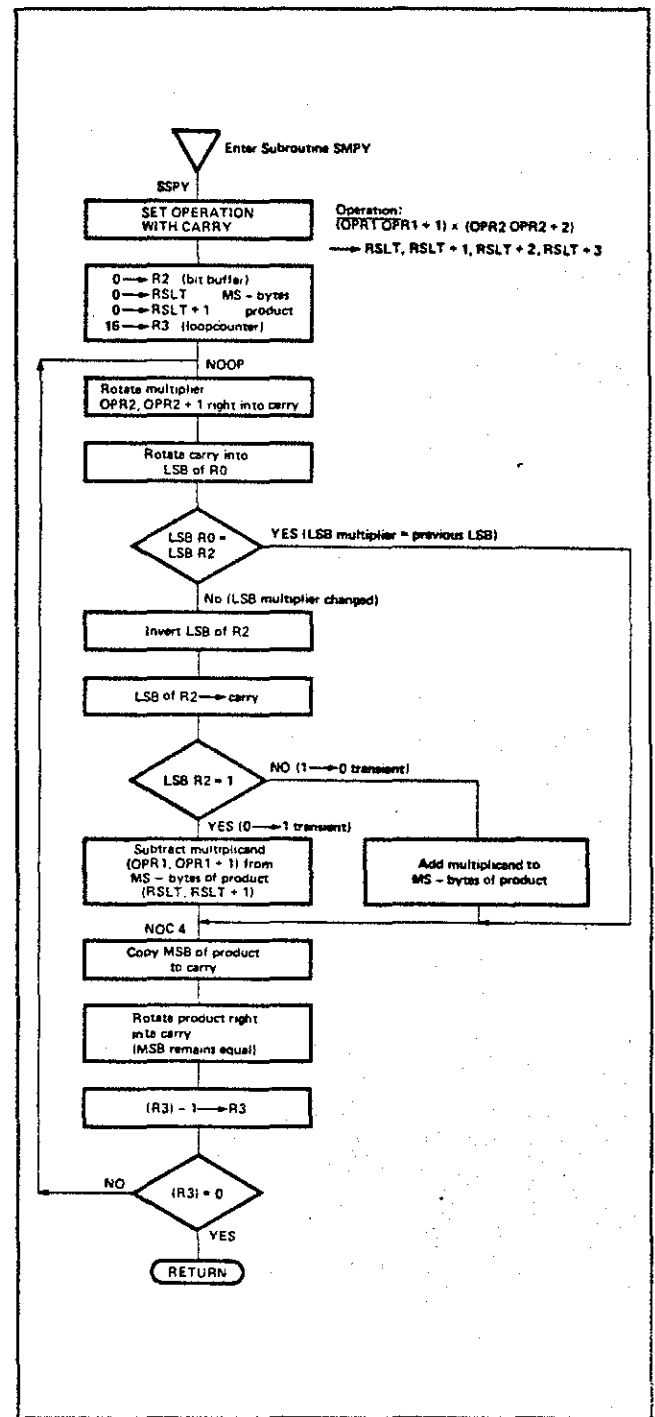 Enter Subroutine SMPY
SSPY
SET OPERATION
WITH CARRY
Operation:
(OPR1 OPR1 + 1) x (OPR2 OPR2 + 2)
→ RSLT, RSLT + 1, RSLT + 2, RSLT + 3
0 → R2 (bit buffer)
0 → RSLT MS - bytes
0 → RSLT + 1 product
16 → R3 (loopcounter)
NOOP
Rotate multiplier
OPR2, OPR2 + 1 right into carry
Rotate carry into
LSB of R0
LSB R0 =
LSB R2
YES (LSB multiplier = previous LSB)
No (LSB multiplier changed)
Invert LSB of R2
LSB of R2 → carry
LSB R2 = 1
NO (1 → 0 transient)
YES (0 → 1 transient)
Subtract multiplicand
(OPR1, OPR1 + 1) from
MS - bytes of product
(RSLT, RSLT + 1)
Add multiplicand to
MS - bytes of product
NOC 4
Copy MSB of product
to carry
Rotate product right
into carry
(MSB remains equal)
(R3) - 1 → R3
(R3) = 0
NO
YES
RETURN